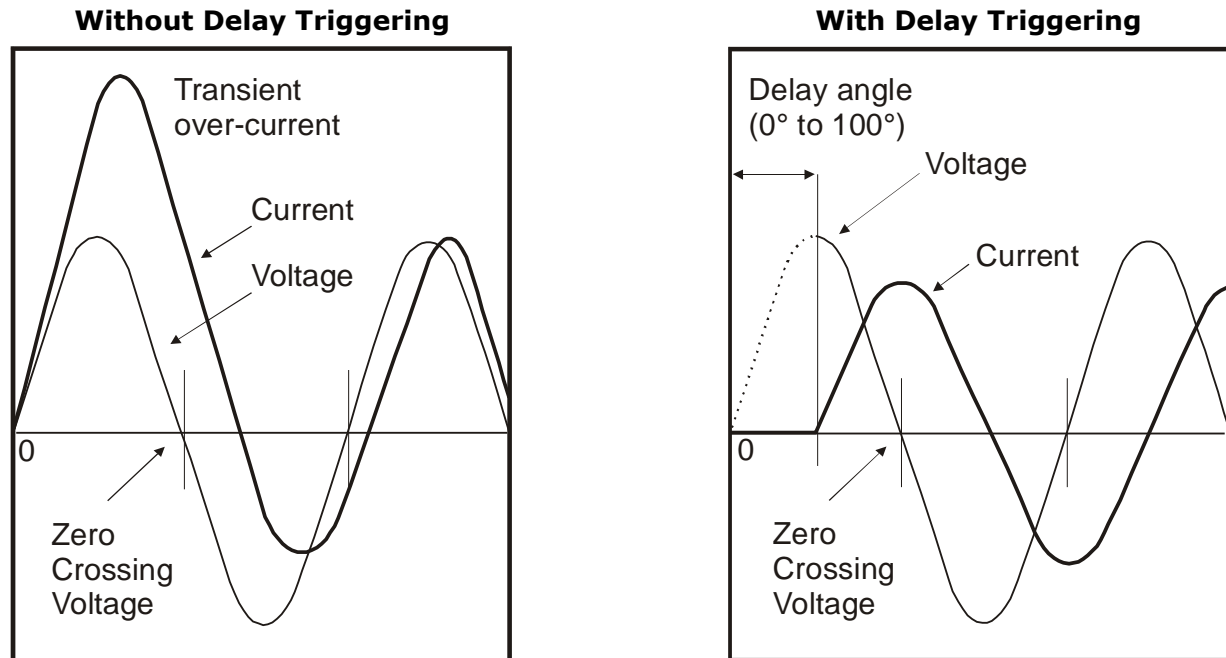 Without Delay Triggering
Transient
over-current
Current
Voltage
0
Zero
Crossing
Voltage
With Delay Triggering
Delay angle
(0° to 100°)
Voltage
Current
0
Zero
Crossing
Voltage